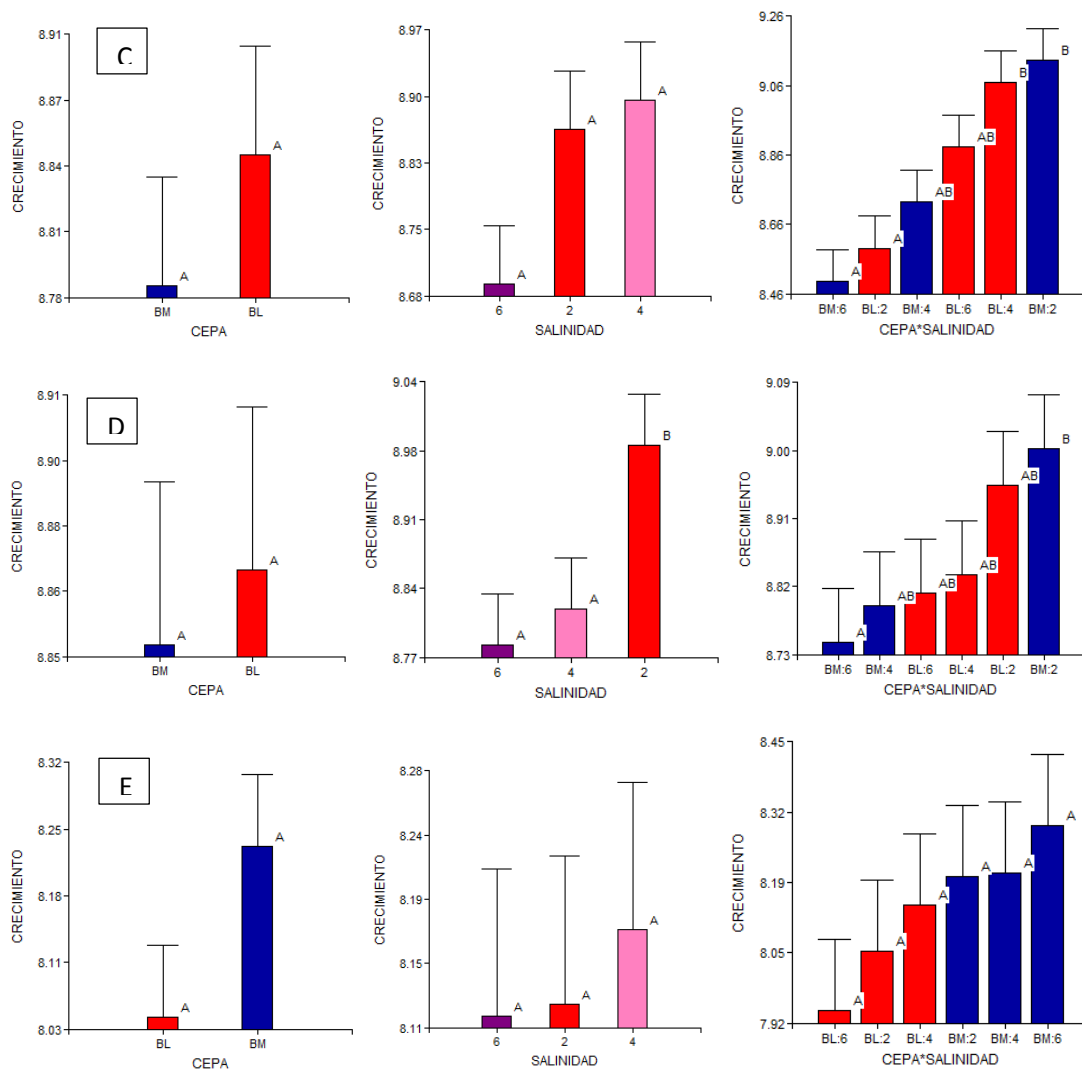 C
CRECIMIENTO
8.91
8.87
8.84
8.81
8.78
A
A
BM
BL
CEPA
CRECIMIENTO
8.97
8.90
8.83
8.75
8.68
A
A
A
6
2
4
SALINIDAD
CRECIMIENTO
9.26
9.06
8.86
8.66
8.46
A
A
AB
AB
B
B
BM:6 BL:2 BM:4 BL:6 BL:4 BM:2
CEPA*SALINIDAD
D
CRECIMIENTO
8.91
8.90
8.88
8.86
8.85
A
A
BM
BL
CEPA
CRECIMIENTO
9.04
8.98
8.91
8.84
8.77
A
A
B
6
4
2
SALINIDAD
CRECIMIENTO
9.09
9.00
8.91
8.82
8.73
A
AB
AB
AB
AB
B
BM:6 BM:4 BL:6 BL:4 BL:2 BM:2
CEPA*SALINIDAD
E
CRECIMIENTO
8.32
8.25
8.18
8.11
8.03
A
A
BL
BM
CEPA
CRECIMIENTO
8.28
8.24
8.19
8.15
8.11
A
A
A
6
2
4
SALINIDAD
CRECIMIENTO
8.45
8.32
8.19
8.05
7.92
A
A
A
A
A
A
BL:6 BL:2 BL:4 BM:2 BM:4 BM:6
CEPA*SALINIDAD